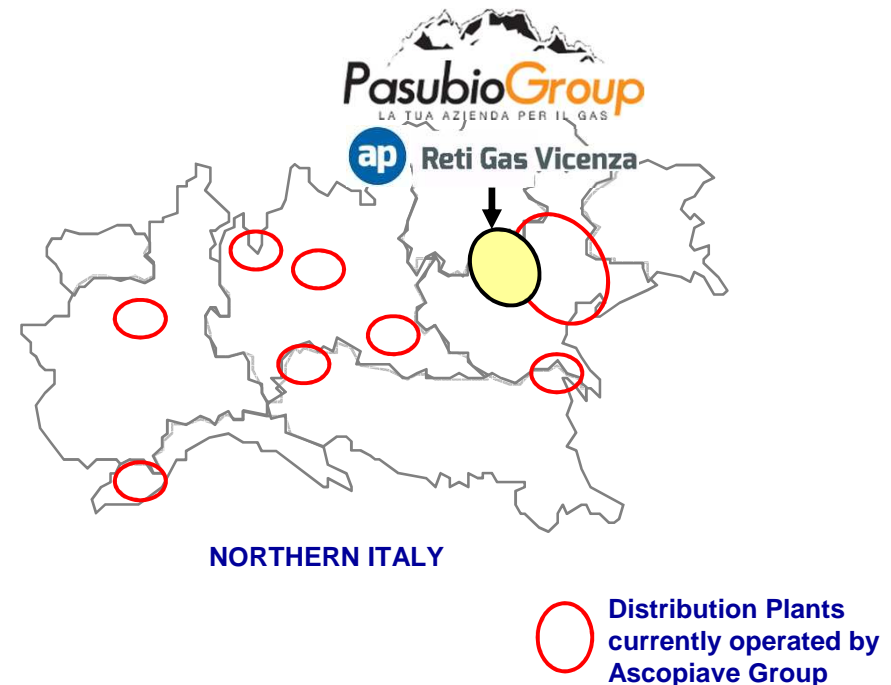 PasubioGroup
LA TUA AZIENDA PER IL GAS
ap Reti Gas Vicenza
NORTHERN ITALY
Distribution Plants
currently operated by
Ascopiave Group